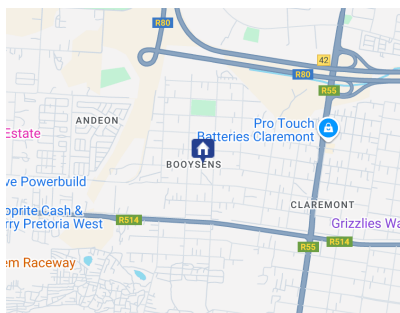 R80
42
R80
R55
ANDEON
Pro Touch
Batteries Claremont
Estate
BOOYSENS
ve Powerbuild
CLAREMONT
oprite Cash &
rry Pretoria West
R514
Grizzlies Wa
R514
R55
em Raceway